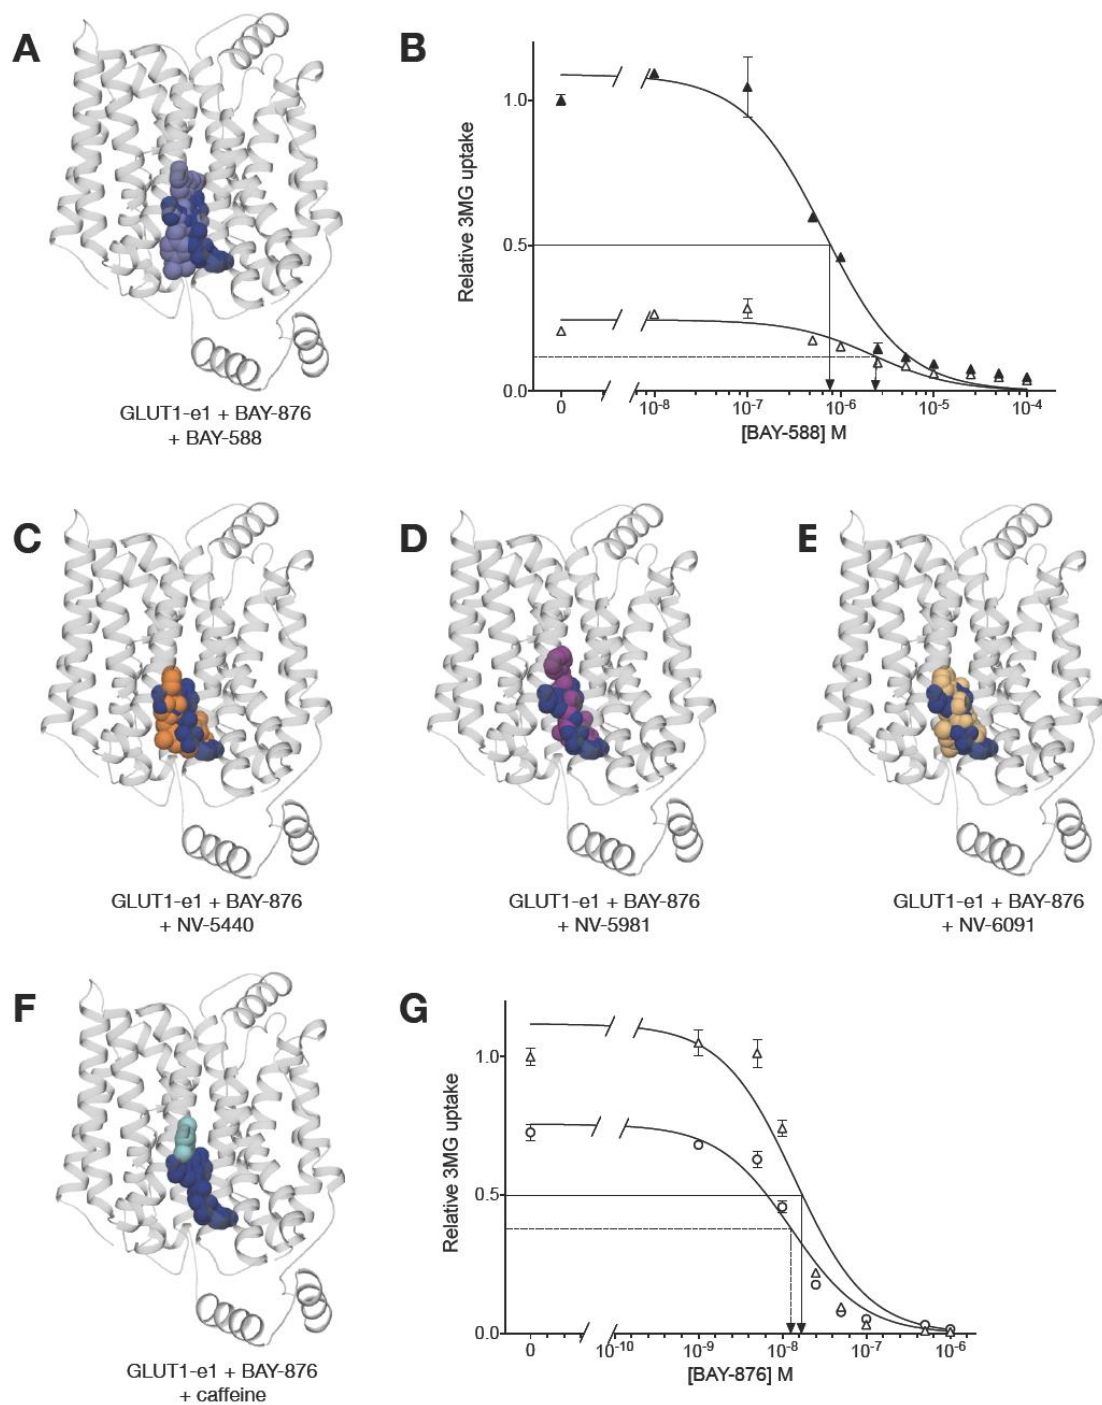 A
GLUT1-e1 + BAY-876
+ BAY-588
B
Relative 3MG uptake
1.0
0.5
0.0
0
10-8
10-7
10-6
10-5
10-4
[BAY-588] M
C
GLUT1-e1 + BAY-876
+ NV-5440
D
GLUT1-e1 + BAY-876
+ NV-5981
E
GLUT1-e1 + BAY-876
+ NV-6091
F
GLUT1-e1 + BAY-876
+ caffeine
G
Relative 3MG uptake
1.0
0.5
0.0
0
10-10
10-9
10-8
10-7
10-6
[BAY-876] M